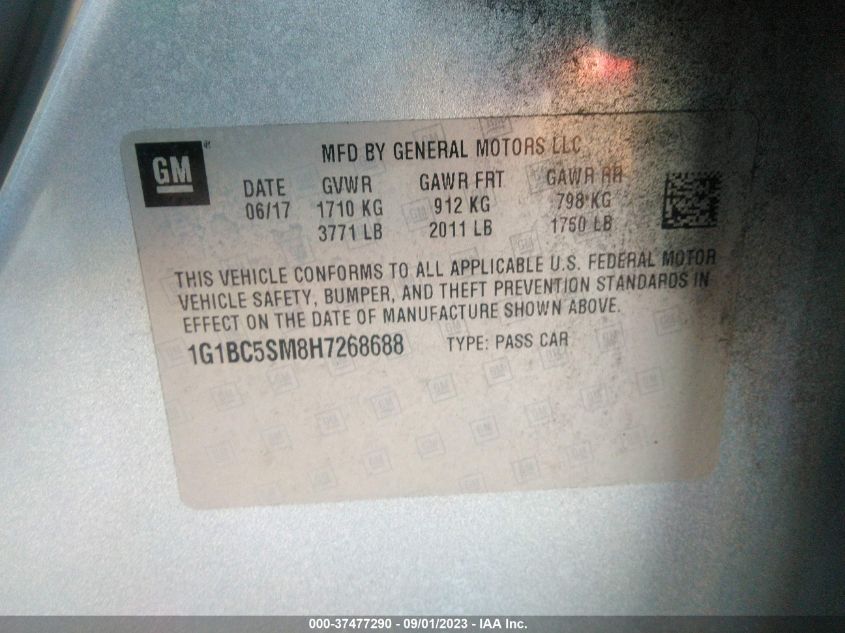 GM
MFD BY GENERAL MOTORS LLC
DATE GVWR GAWR FRT GAWR RR
06/17 1710 KG 912 KG 798 KG
3771 LB 2011 LB 1750 LB
THIS VEHICLE CONFORMS TO ALL APPLICABLE U.S. FEDERAL MOTOR
VEHICLE SAFETY, BUMPER, AND THEFT PREVENTION STANDARDS IN
EFFECT ON THE DATE OF MANUFACTURE SHOWN ABOVE.
1G1BC5SM8H7268688 TYPE: PASS CAR
000-37477290 - 09/01/2023 - IAA Inc.